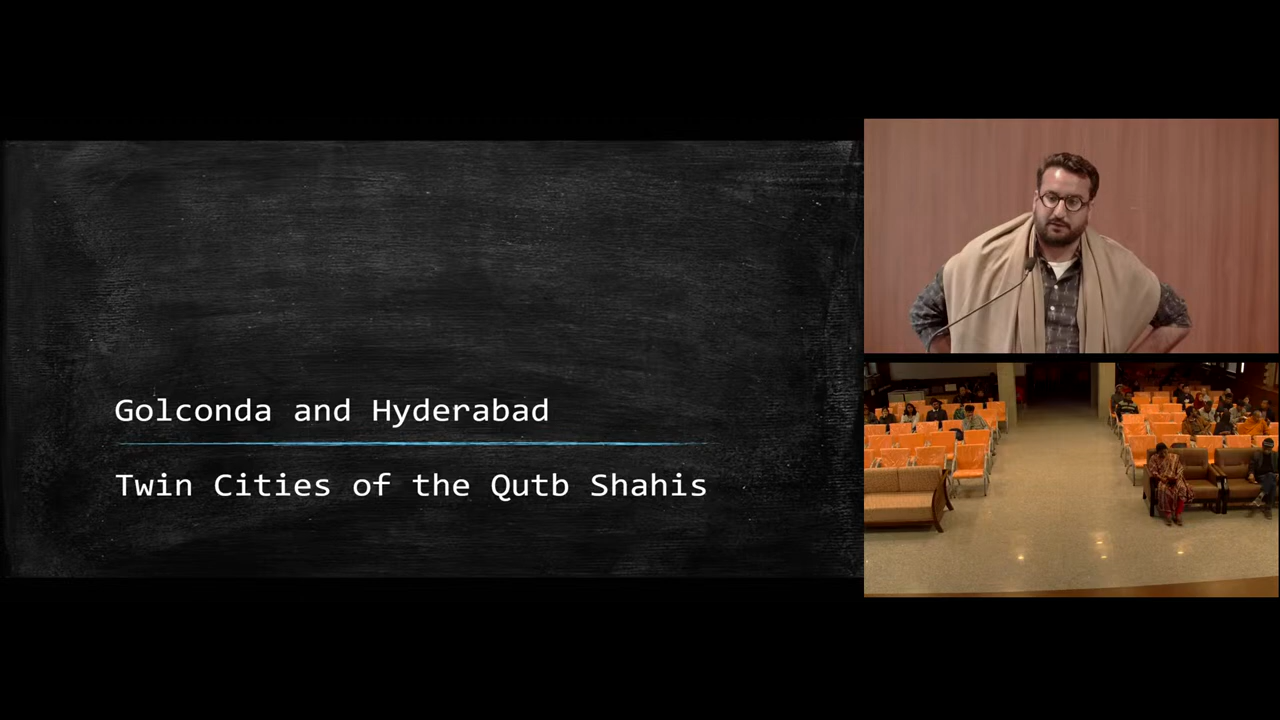 Golconda and Hyderabad
Twin Cities of the Qutb Shahis